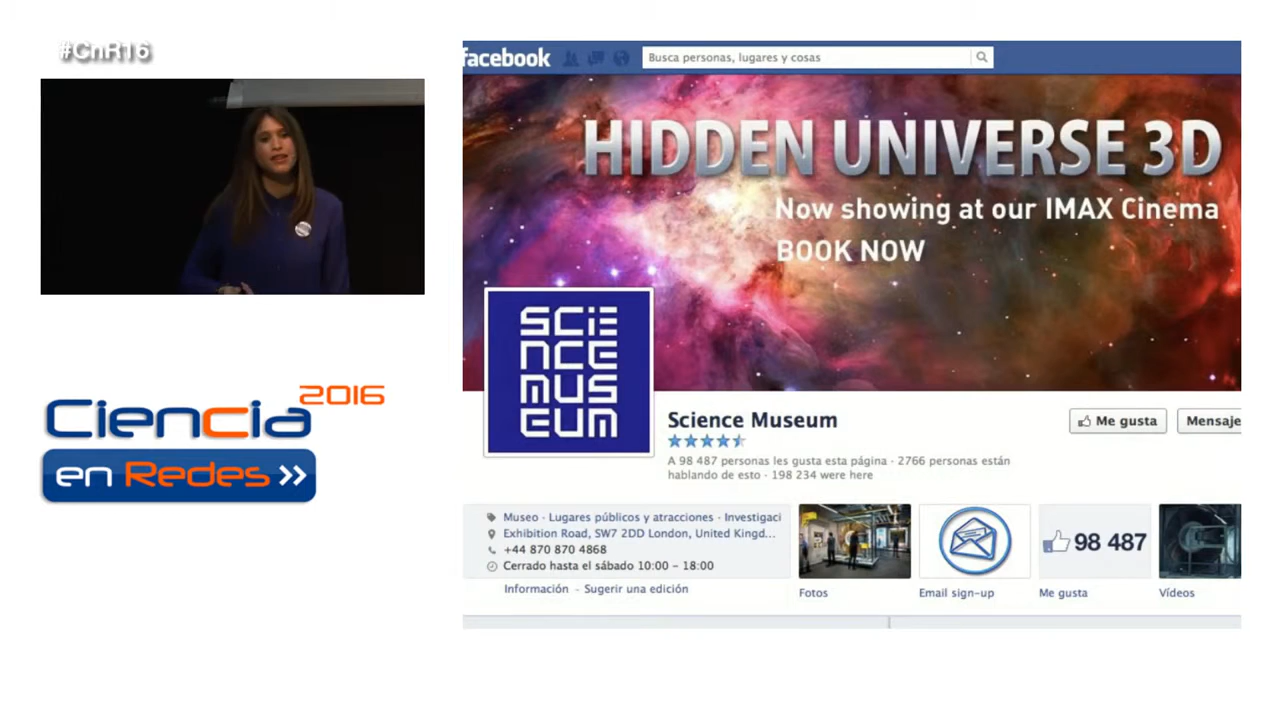 #CnR16
Ciencia 2016
en Redes >>
facebook
Busca personas, lugares y cosas
HIDDEN UNIVERSE 3D
Now showing at our IMAX Cinema
BOOK NOW
SCIE
NCE
MUS
EUM
Science Museum
Me gusta
Mensaje
A 98 487 personas les gusta esta página · 2766 personas están
hablando de esto · 198 234 were here
Museo · Lugares públicos y atracciones · Investigaci
Exhibition Road, SW7 2DD London, United Kingd...
+44 870 870 4868
Cerrado hasta el sábado 10:00 – 18:00
Información - Sugerir una edición
98 487
Fotos
Email sign-up
Me gusta
Vídeos